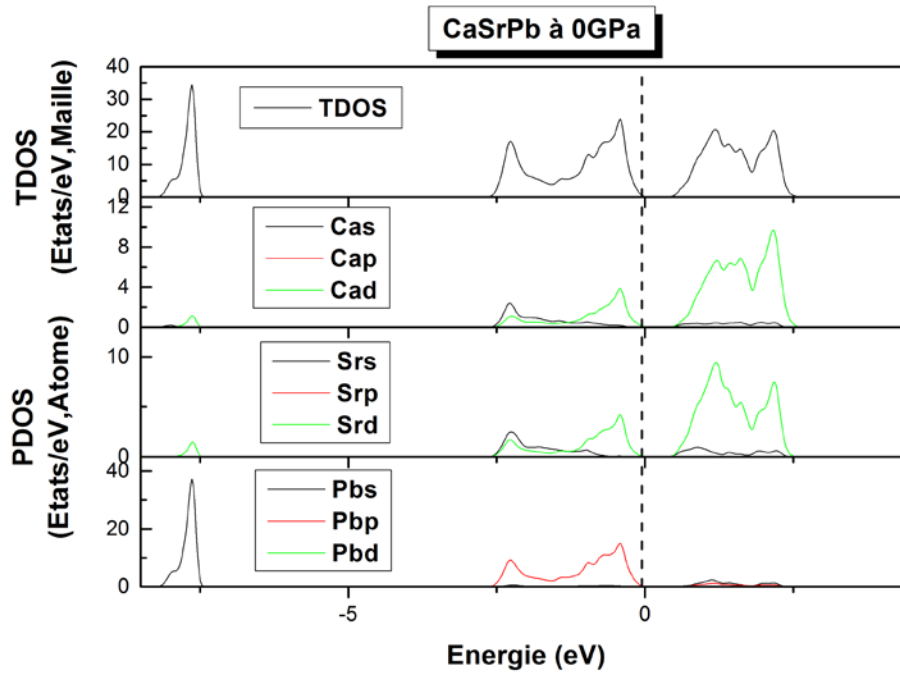 CaSrPb à 0GPa
TDOS
(Etats/eV,Maille)
40
30
20
10
0
TDOS
12
8
4
0
Cas
Cap
Cad
PDOS
(Etats/eV,Atome)
10
0
Srs
Srp
Srd
40
20
0
Pbs
Pbp
Pbd
-5
0
Energie (eV)